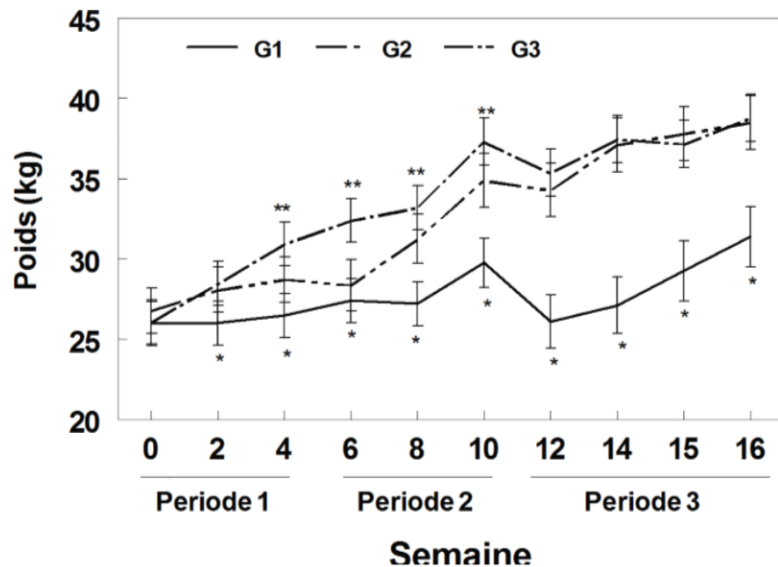 45
G1 G2 G3
40
35
30
25
20
Poids (kg)
** ** ** **
* * * * * * * * *
0 2 4 6 8 10 12 14 15 16
Periode 1 Periode 2 Periode 3
Semaine